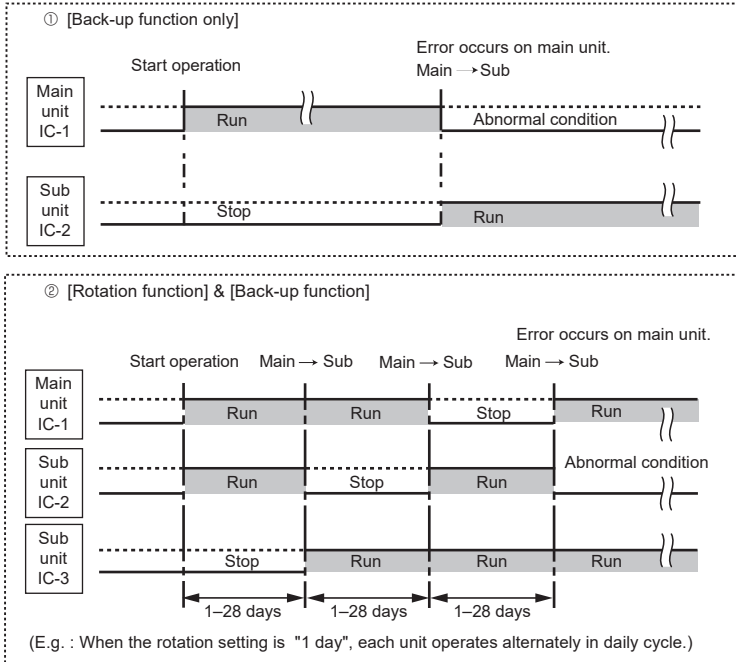 ① [Back-up function only]
Error occurs on main unit.
Start operation
Main → Sub
Main
unit
IC-1
Run
Abnormal condition
Sub
unit
IC-2
Stop
Run
② [Rotation function] & [Back-up function]
Error occurs on main unit.
Start operation Main → Sub Main → Sub Main → Sub
Main
unit
IC-1
Run Run Stop Run
Sub
unit
IC-2
Run Stop Run Abnormal condition
Sub
unit
IC-3
Stop Run Run Run
1–28 days 1–28 days 1–28 days
(E.g. : When the rotation setting is "1 day", each unit operates alternately in daily cycle.)